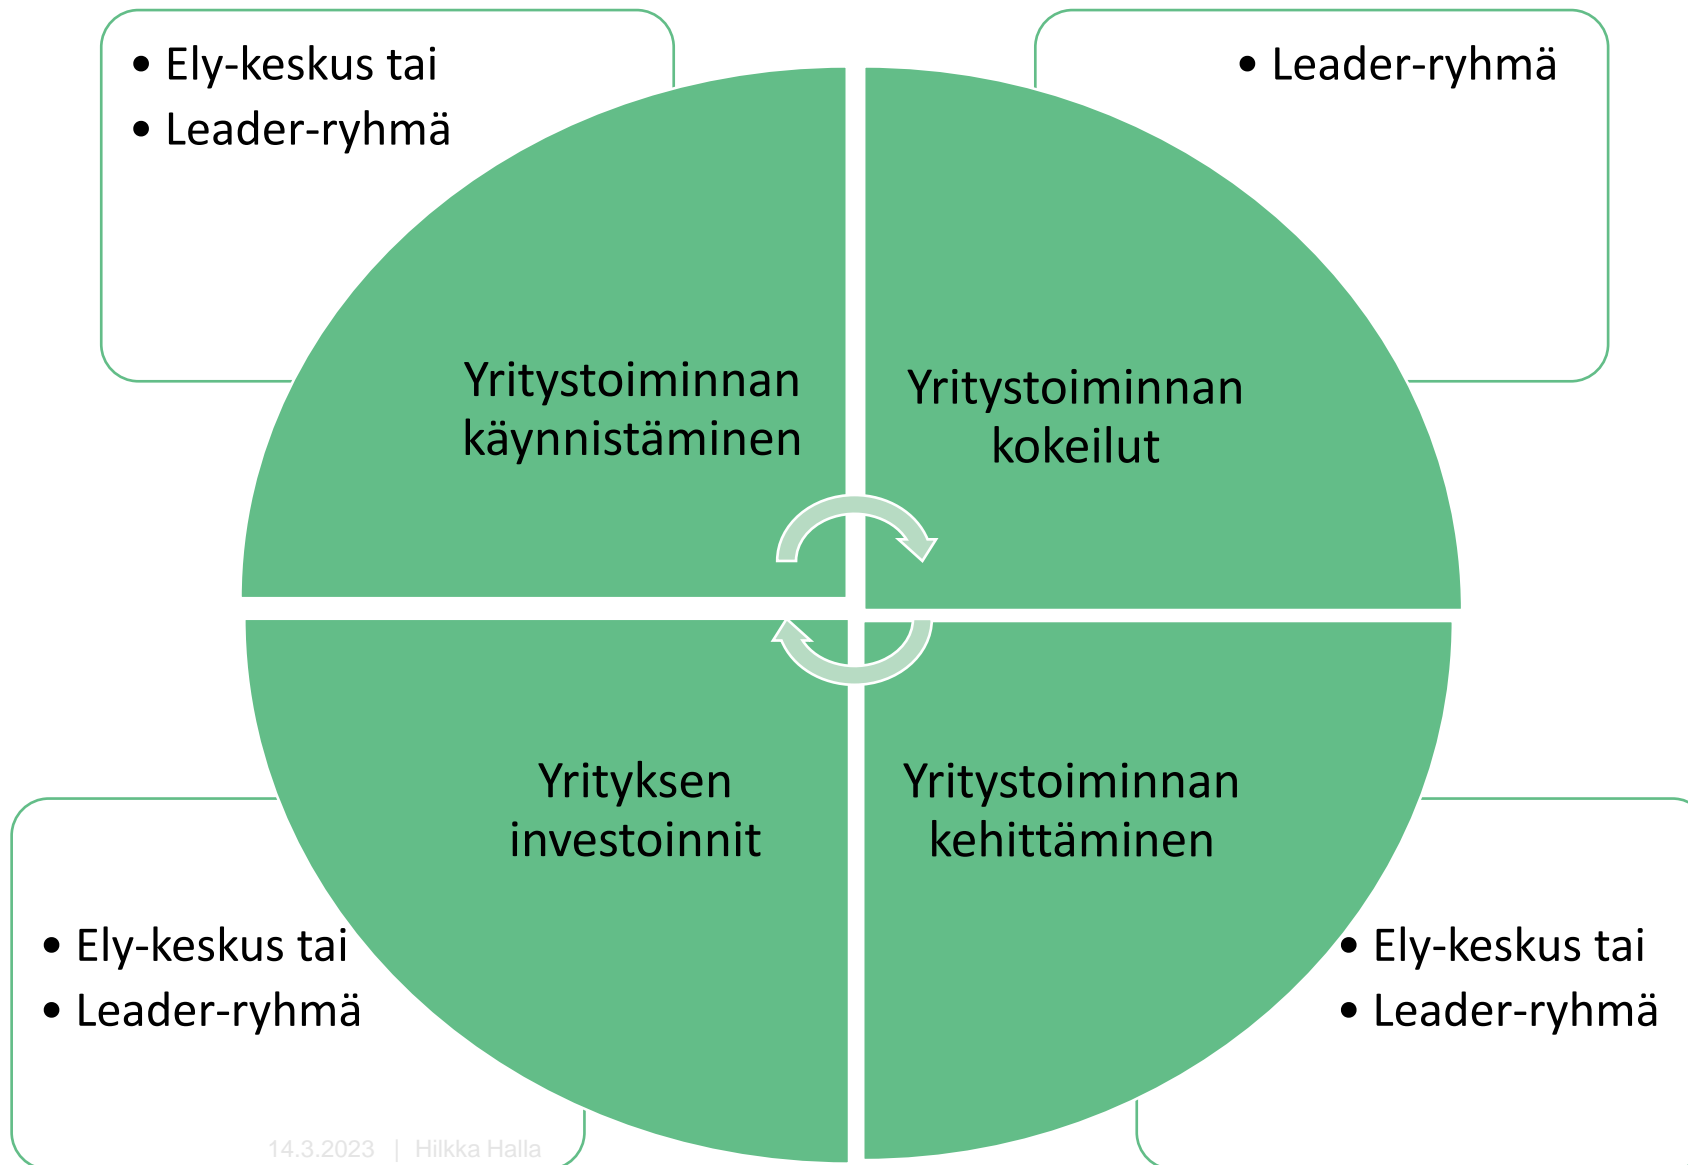 • Ely-keskus tai
• Leader-ryhmä
• Leader-ryhmä
Yritystoiminnan
käynnistäminen
Yritystoiminnan
kokeilut
Yrityksen
investoinnit
Yritystoiminnan
kehittäminen
• Ely-keskus tai
• Leader-ryhmä
• Ely-keskus tai
• Leader-ryhmä
14.3.2023 | Hilkka Halla